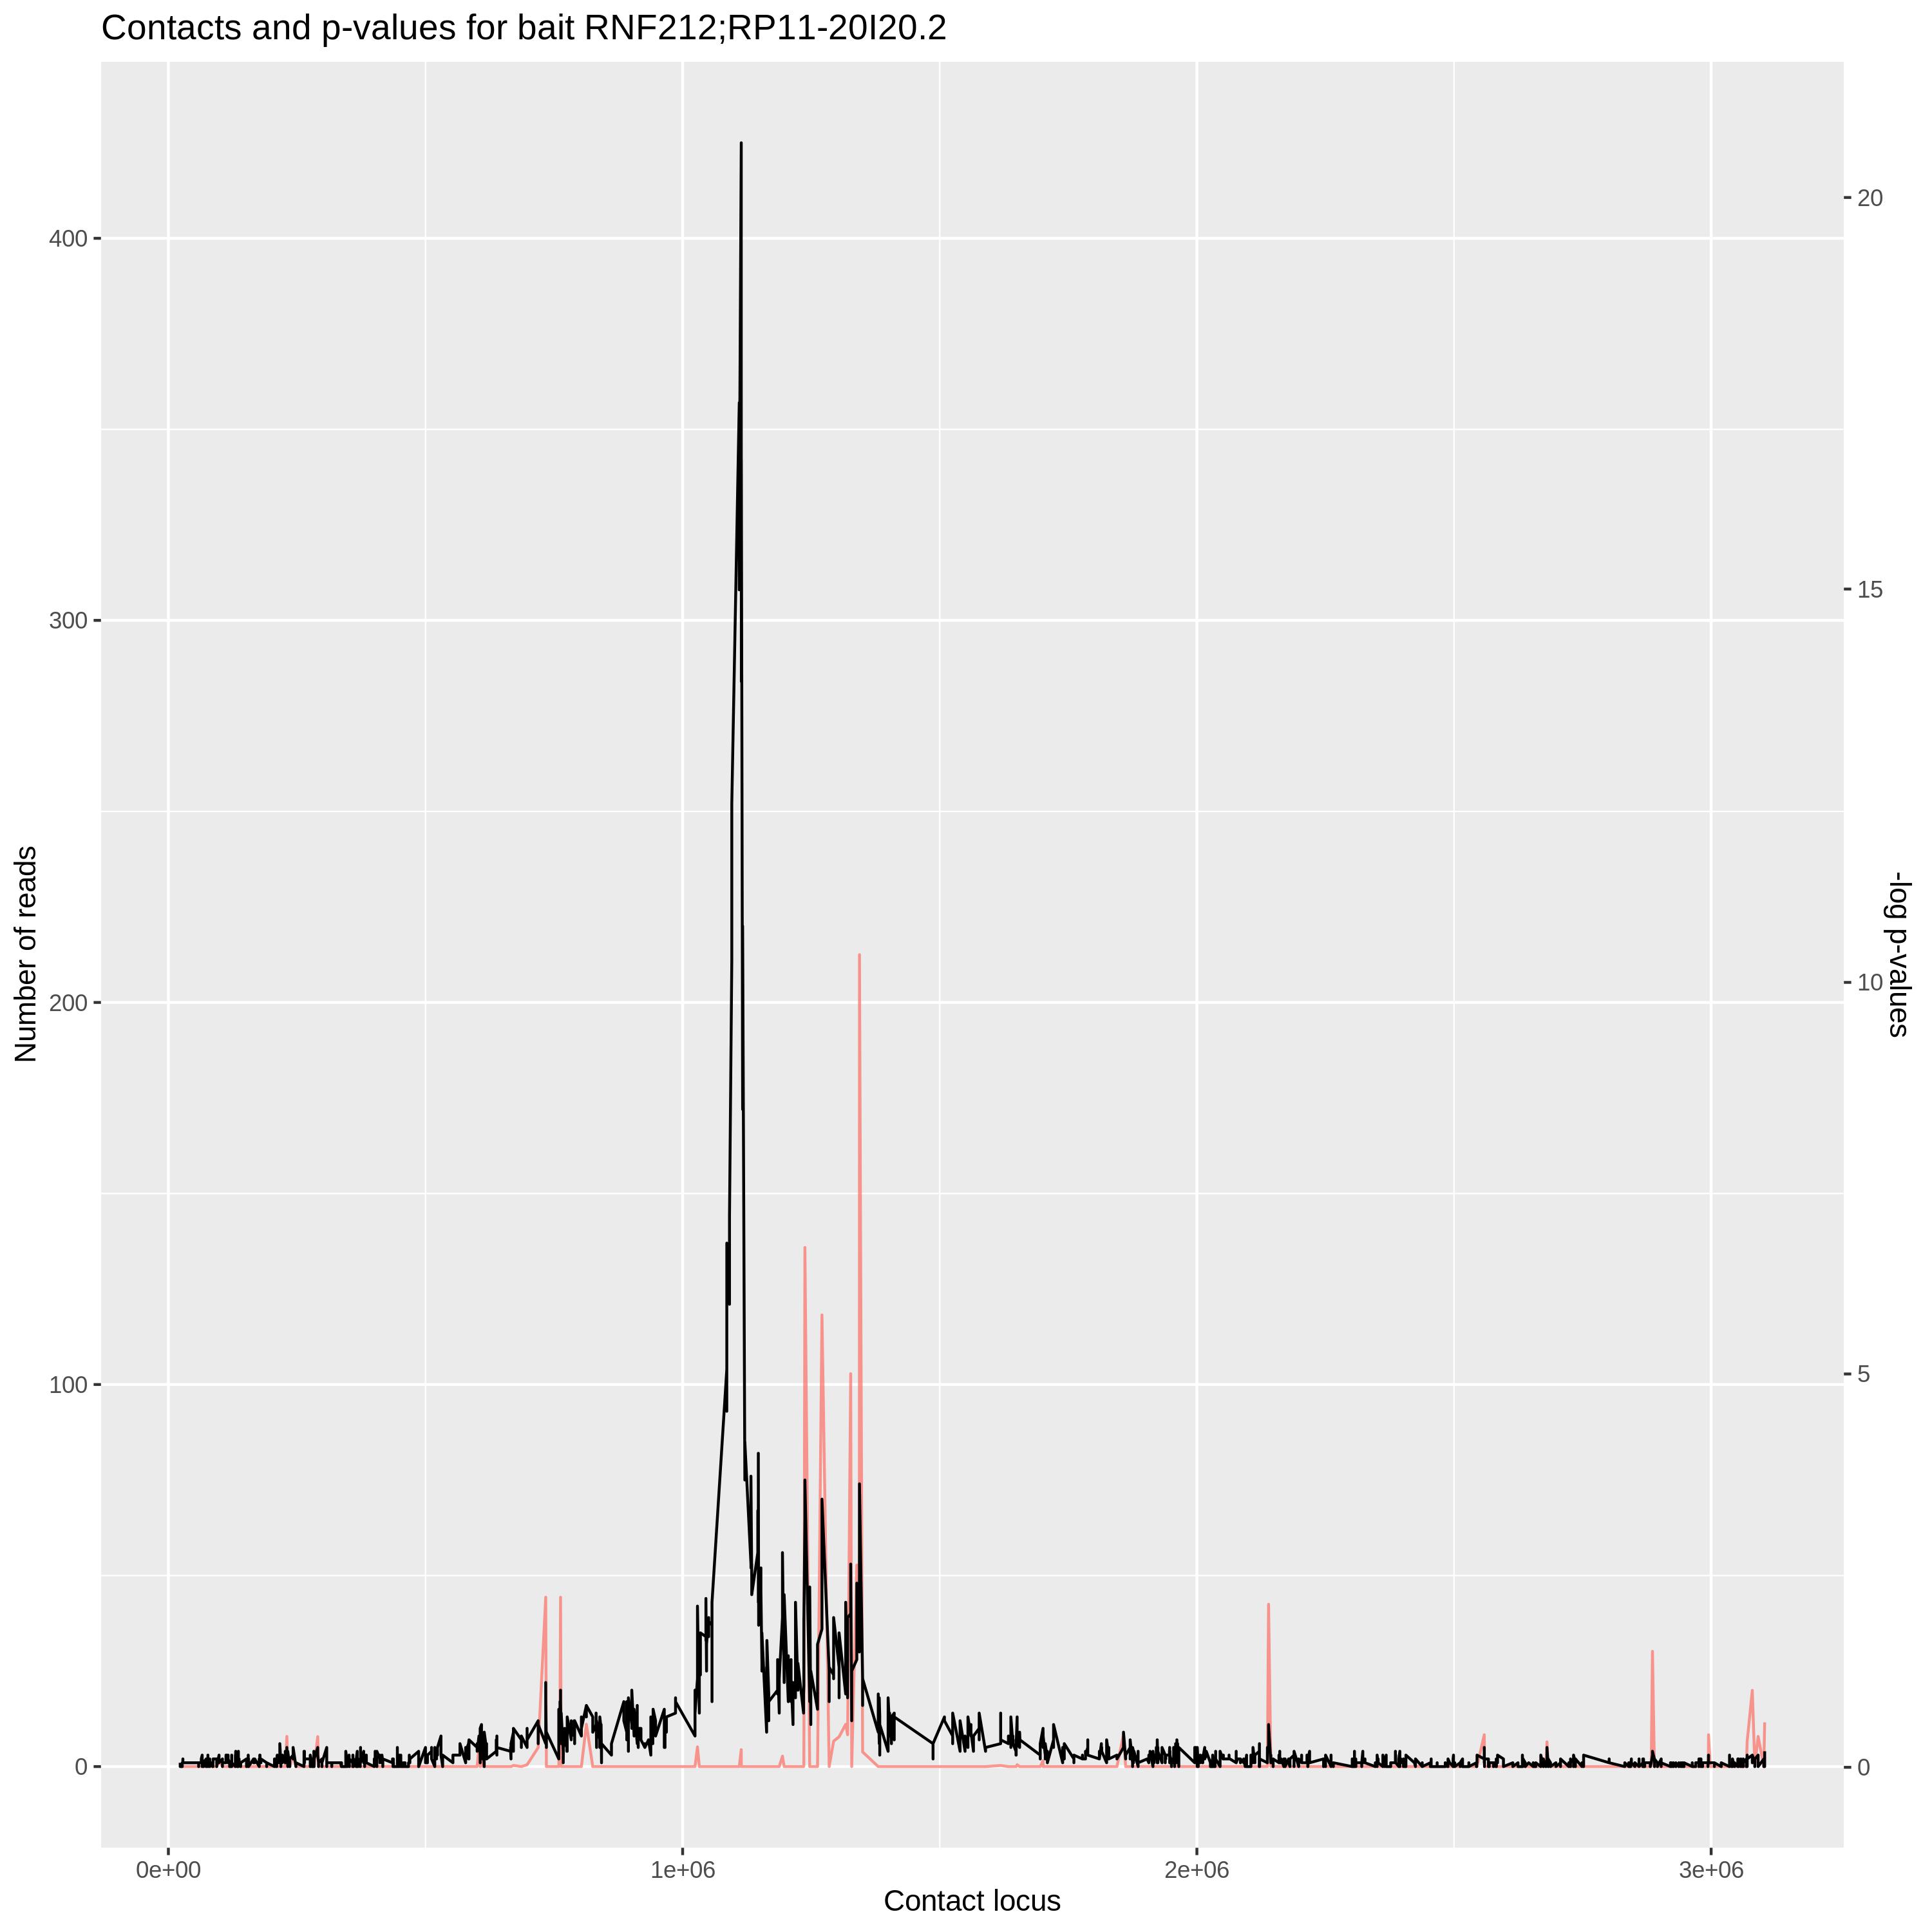 Contacts and p-values for bait RNF212;RP11-20I20.2
400
300
200
100
0
Number of reads
20
15
10
5
0
-log p-values
0e+00
1e+06
2e+06
3e+06
Contact locus